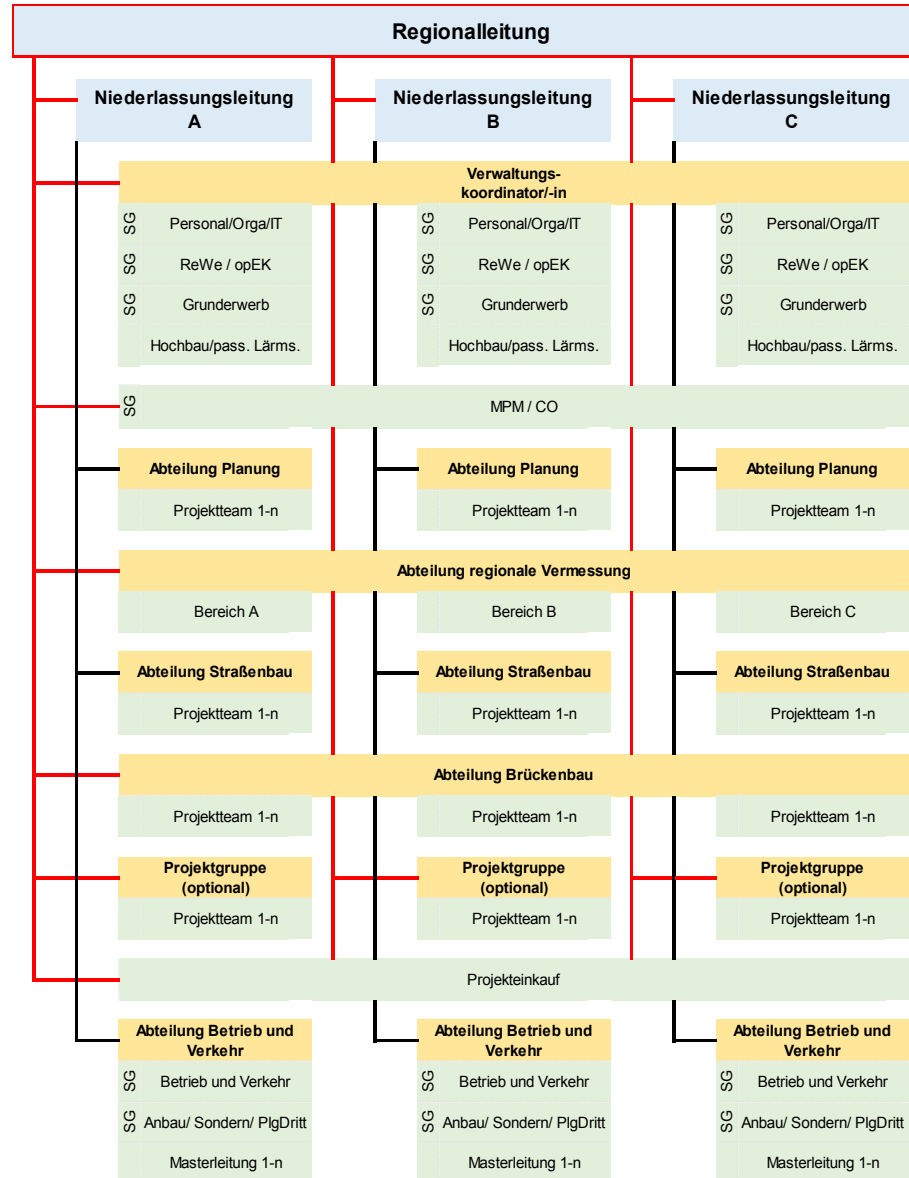 Regionalleitung
Niederlassungsleitung Niederlassungsleitung Niederlassungsleitung
A B C
Verwaltungs-
koordinator/-in
SG Personal/Orga/IT SG Personal/Orga/IT SG Personal/Orga/IT
SG ReWe / opEK SG ReWe / opEK SG ReWe / opEK
SG Grunderwerb SG Grunderwerb SG Grunderwerb
Hochbau/pass. Lärms. Hochbau/pass. Lärms. Hochbau/pass. Lärms.
SG MPM / CO
Abteilung Planung Abteilung Planung Abteilung Planung
Projektteam 1-n Projektteam 1-n Projektteam 1-n
Abteilung regionale Vermessung
Bereich A Bereich B Bereich C
Abteilung Straßenbau Abteilung Straßenbau Abteilung Straßenbau
Projektteam 1-n Projektteam 1-n Projektteam 1-n
Abteilung Brückenbau
Projektteam 1-n Projektteam 1-n Projektteam 1-n
Projektgruppe Projektgruppe Projektgruppe
(optional) (optional) (optional)
Projektteam 1-n Projektteam 1-n Projektteam 1-n
Projekteinkauf
Abteilung Betrieb und Abteilung Betrieb und Abteilung Betrieb und
Verkehr Verkehr Verkehr
SG Betrieb und Verkehr SG Betrieb und Verkehr SG Betrieb und Verkehr
SG Anbau/ Sondern/ PlgDritt SG Anbau/ Sondern/ PlgDritt SG Anbau/ Sondern/ PlgDritt
Masterleitung 1-n Masterleitung 1-n Masterleitung 1-n